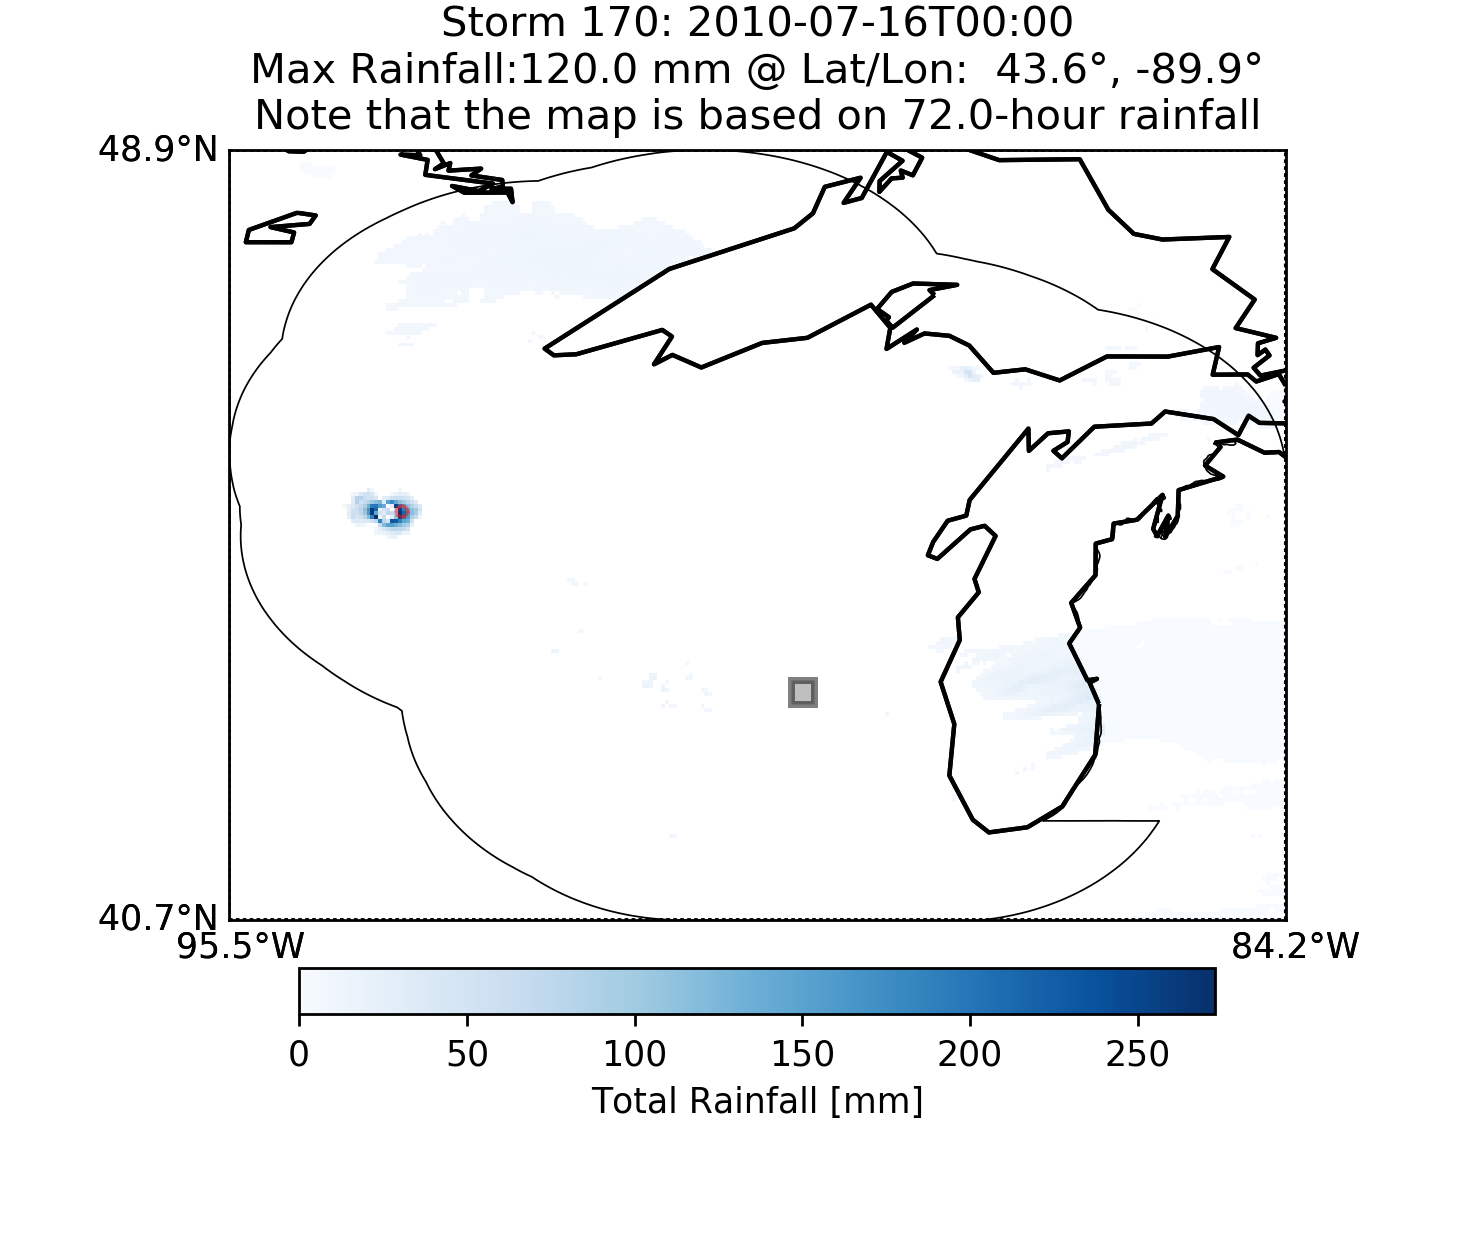 Storm 170: 2010-07-16T00:00
Max Rainfall:120.0 mm @ Lat/Lon:  43.6°, -89.9°
Note that the map is based on 72.0-hour rainfall
48.9°N
40.7°N
95.5°W 84.2°W
0 50 100 150 200 250
Total Rainfall [mm]